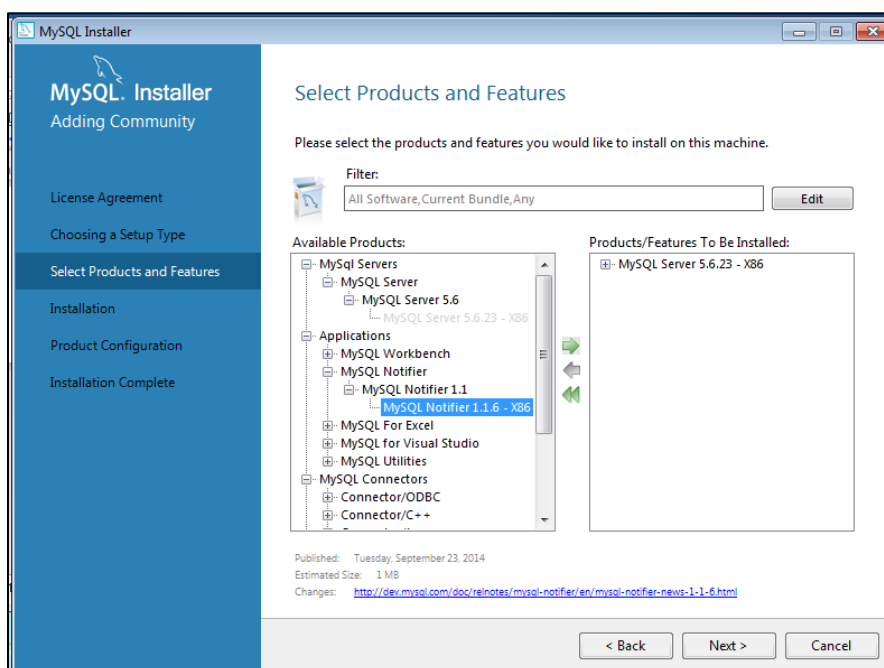 MySQL Installer
MySQL. Installer
Adding Community
License Agreement
Choosing a Setup Type
Select Products and Features
Installation
Product Configuration
Installation Complete
Select Products and Features
Please select the products and features you would like to install on this machine.
Filter:
All Software,Current Bundle,Any
Edit
Available Products:
MySql Servers
MySQL Server
MySQL Server 5.6
MySQL Server 5.6.23 - X86
Applications
MySQL Workbench
MySQL Notifier
MySQL Notifier 1.1
MySQL Notifier 1.1.6 - X86
MySQL For Excel
MySQL for Visual Studio
MySQL Utilities
MySQL Connectors
Connector/ODBC
Connector/C++
Products/Features To Be Installed:
MySQL Server 5.6.23 - X86
Published: Tuesday, September 23, 2014
Estimated Size: 1 MB
Changes: http://dev.mysql.com/doc/relnotes/mysql-notifier/en/mysql-notifier-news-1-1-6.html
< Back
Next >
Cancel